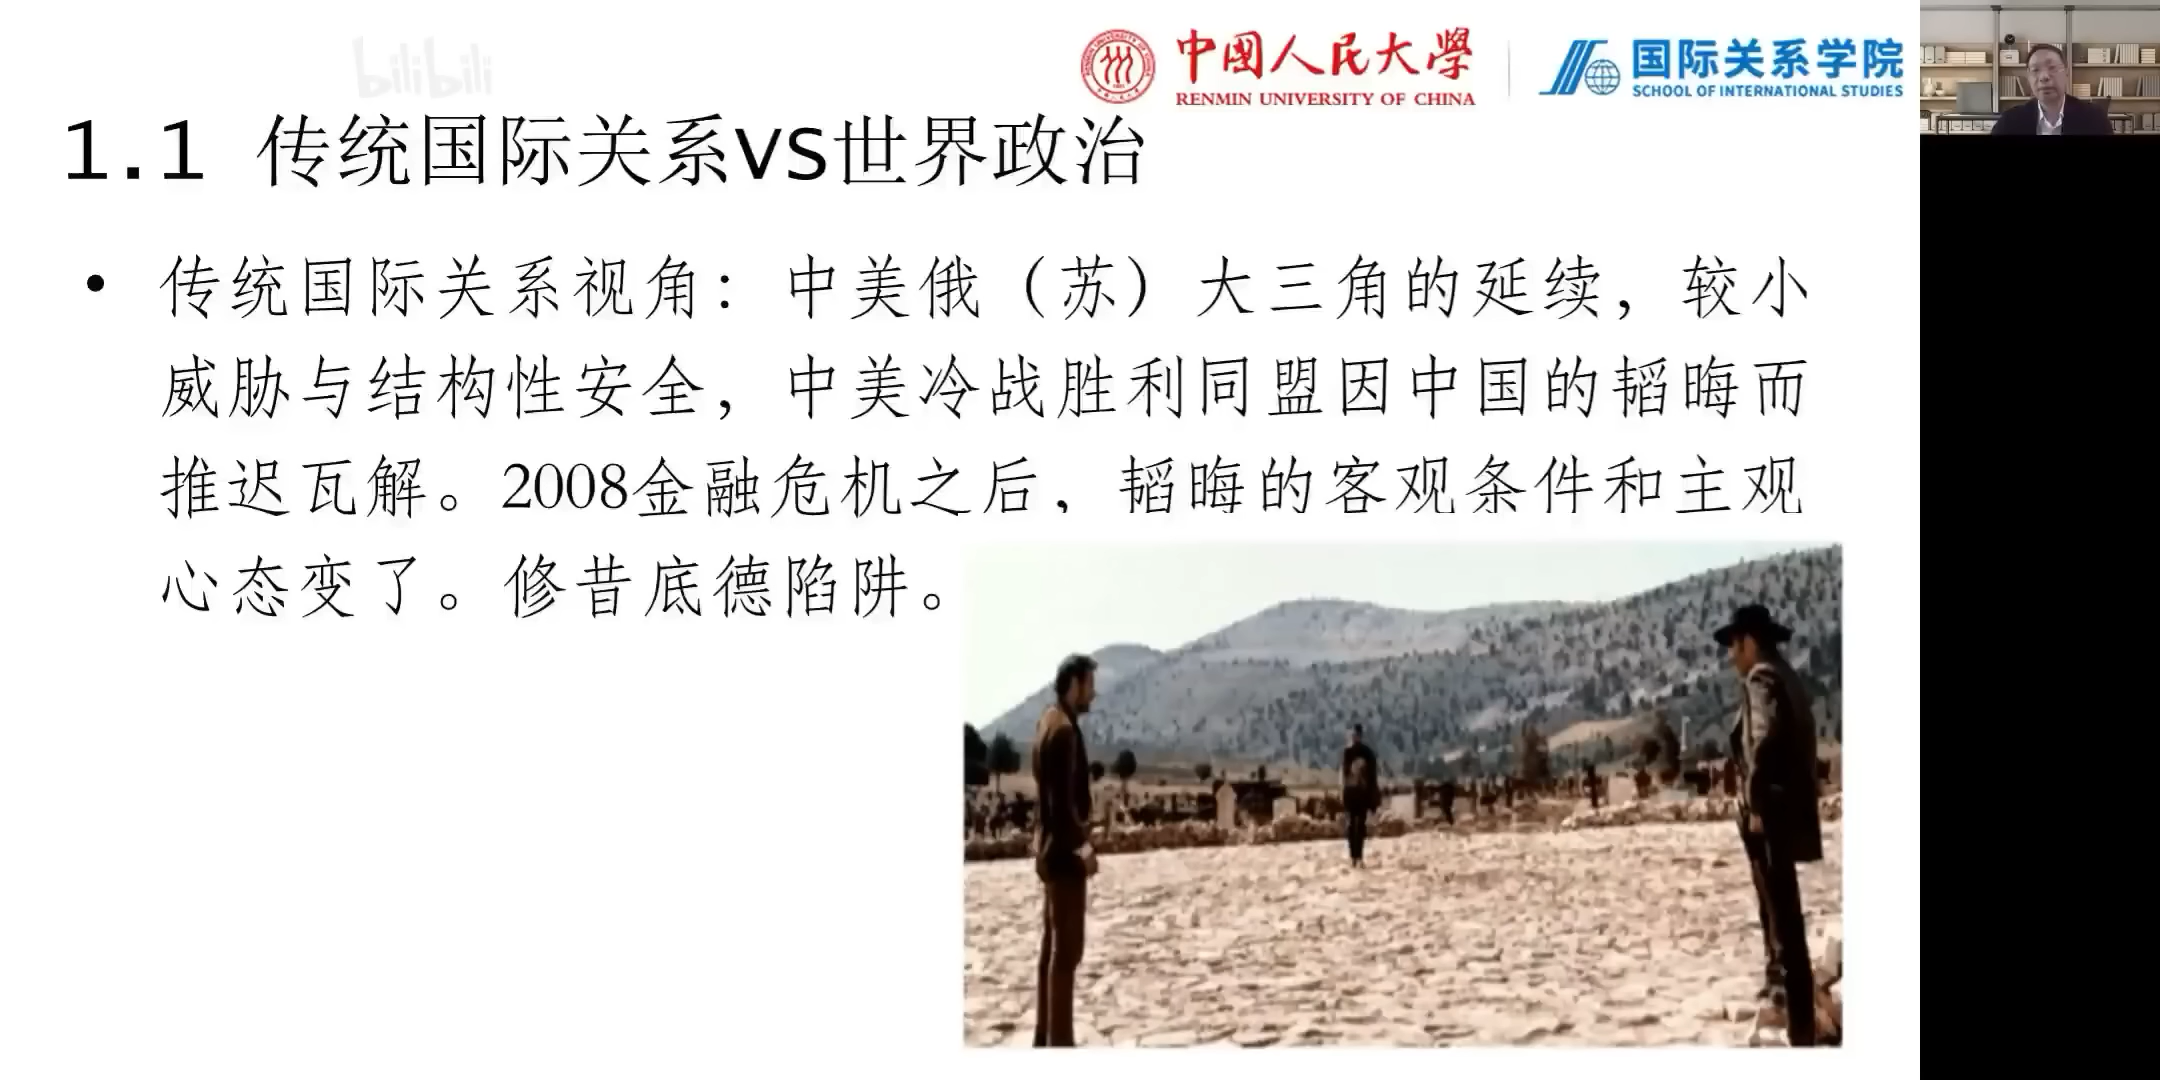 bilibili
中國人民大學
RENMIN UNIVERSITY OF CHINA
国际关系学院
SCHOOL OF INTERNATIONAL STUDIES
1.1 传统国际关系VS世界政治
• 传统国际关系视角：中美俄（苏）大三角的延续，较小
威胁与结构性安全，中美冷战胜利同盟因中国的韬晦而
推迟瓦解。2008金融危机之后，韬晦的客观条件和主观
心态变了。修昔底德陷阱。